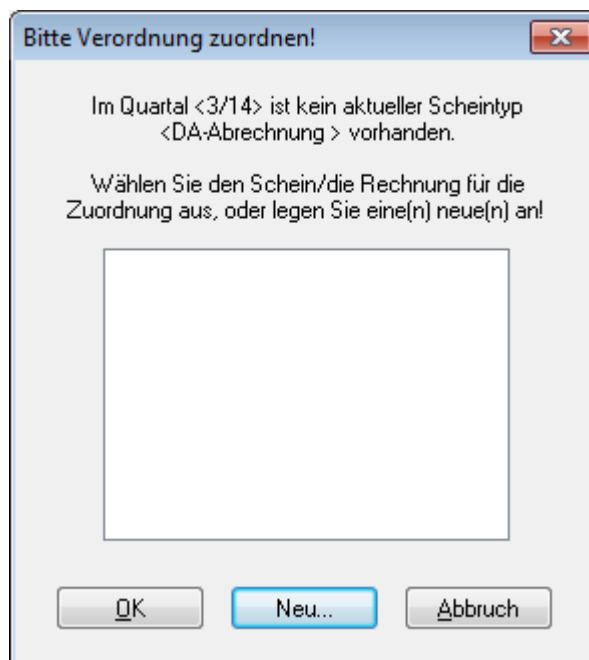 Bitte Verordnung zuordnen!
Im Quartal <3/14> ist kein aktueller Scheintyp
<DA-Abrechnung > vorhanden.
Wählen Sie den Schein/die Rechnung für die
Zuordnung aus, oder legen Sie eine(n) neue(n) an!
OK
Neu...
Abbruch